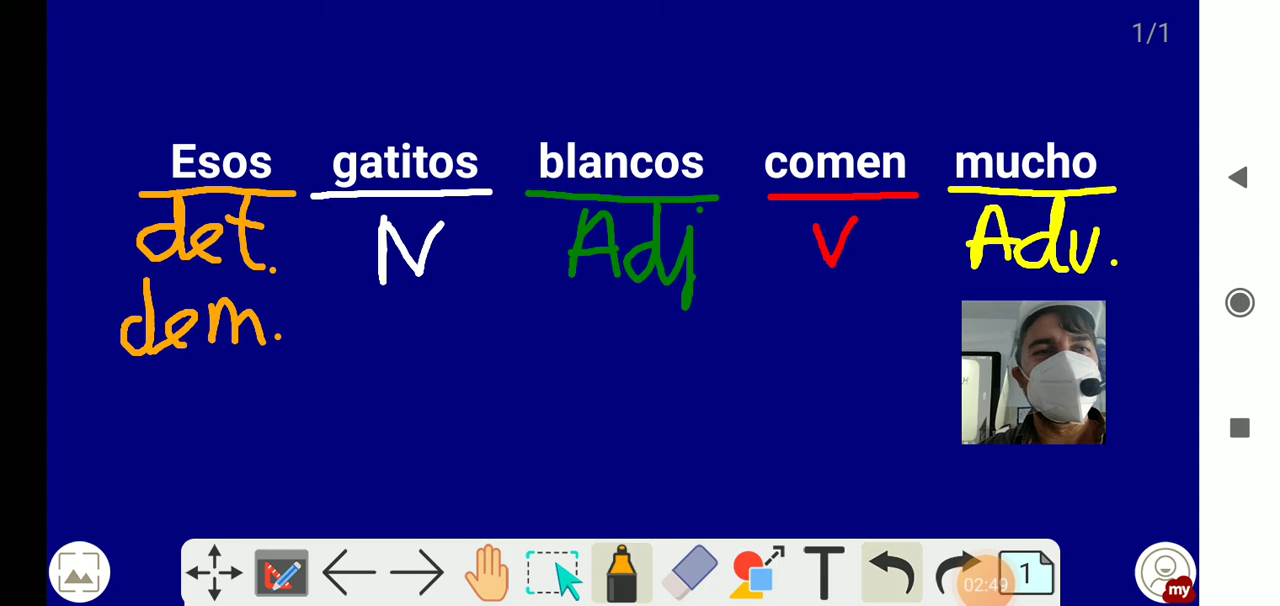 1/1
Esos gatitos blancos comen mucho
det. N Adj V Adv.
dem.
T
1
02:49
my